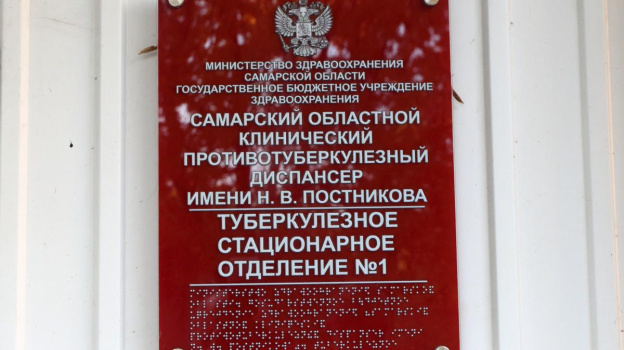 МИНИСТЕРСТВО ЗДРАВООХРАНЕНИЯ
САМАРСКОЙ ОБЛАСТИ
ГОСУДАРСТВЕННОЕ БЮДЖЕТНОЕ УЧРЕЖДЕНИЕ
ЗДРАВООХРАНЕНИЯ
САМАРСКИЙ ОБЛАСТНОЙ
КЛИНИЧЕСКИЙ
ПРОТИВОТУБЕРКУЛЕЗНЫЙ
ДИСПАНСЕР
ИМЕНИ Н. В. ПОСТНИКОВА
ТУБЕРКУЛЕЗНОЕ
СТАЦИОНАРНОЕ
ОТДЕЛЕНИЕ №1